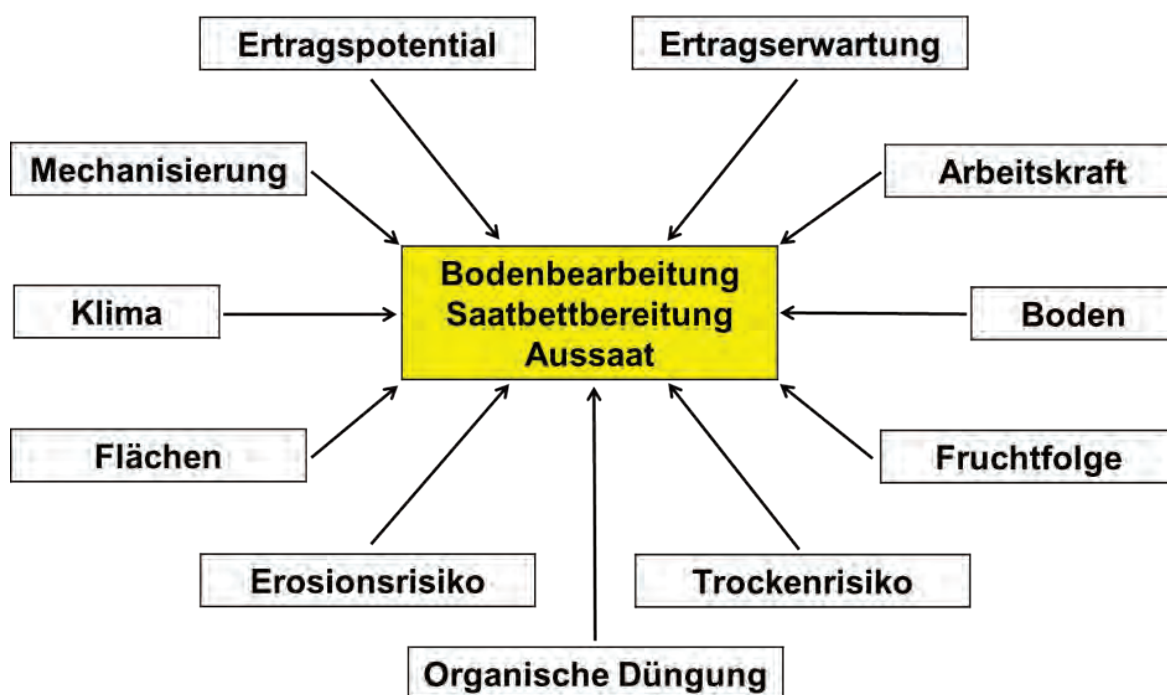 Ertragspotential
Ertragserwartung
Mechanisierung
Arbeitskraft
Bodenbearbeitung
Saatbettbereitung
Aussaat
Klima
Boden
Flächen
Fruchtfolge
Erosionsrisiko
Trockenrisiko
Organische Düngung